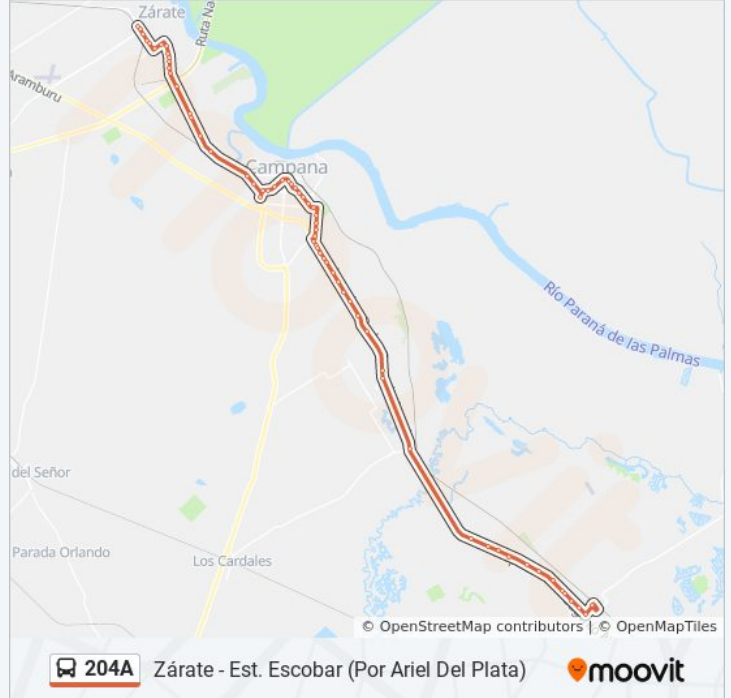 Zárate
Ruta Na
Aramburu
Campana
Río Paraná de las Palmas
del Señor
Parada Orlando
Los Cardales
© OpenStreetMap contributors | © OpenMapTiles
204A Zárate - Est. Escobar (Por Ariel Del Plata) moovit